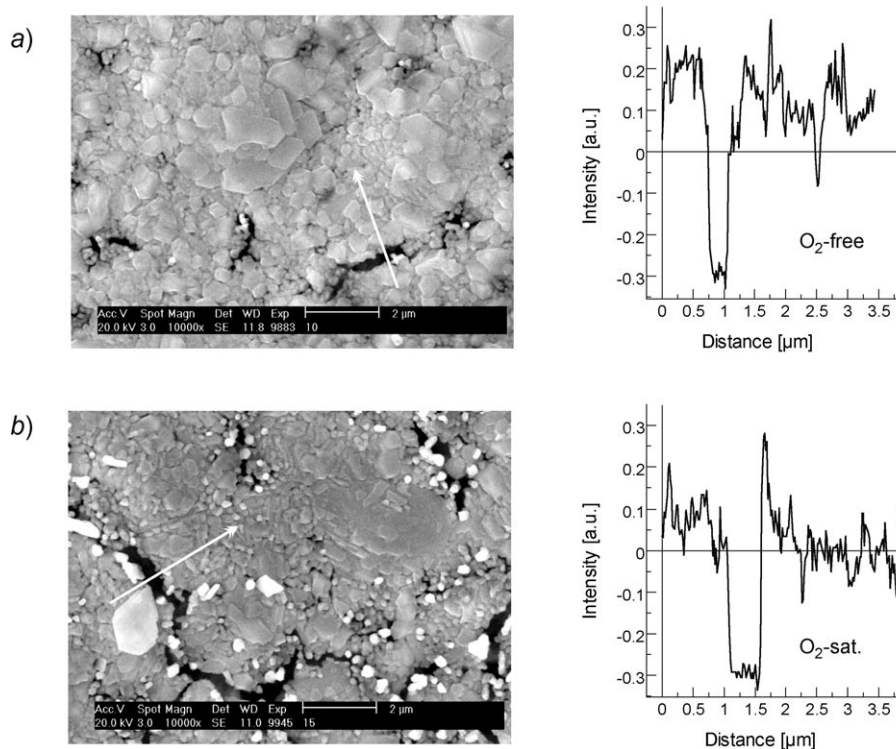 a)
Acc.V Spot Magn Det WD Exp
20.0 kV 3.0 10000x SE 11.8 9883 10
2 µm
0.3
0.2
0.1
0
-0.1
-0.2
-0.3
Intensity [a.u.]
O2-free
0 0.5 1 1.5 2 2.5 3 3.5
Distance [µm]
b)
Acc.V Spot Magn Det WD Exp
20.0 kV 3.0 10000x SE 11.0 9945 15
2 µm
0.3
0.2
0.1
0
-0.1
-0.2
-0.3
Intensity [a.u.]
O2-sat.
0 0.5 1 1.5 2 2.5 3 3.5
Distance [µm]